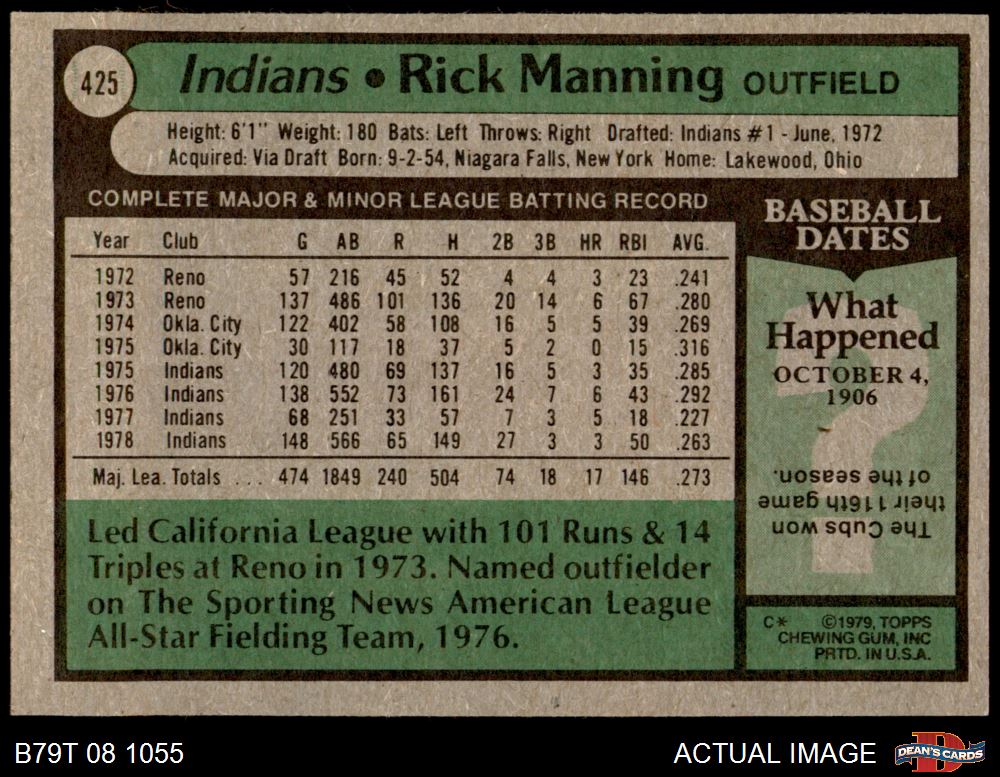 425
Indians • Rick Manning OUTFIELD
Height: 6'1" Weight: 180 Bats: Left Throws: Right Drafted: Indians #1 - June, 1972
Acquired: Via Draft Born: 9-2-54, Niagara Falls, New York Home: Lakewood, Ohio
COMPLETE MAJOR & MINOR LEAGUE BATTING RECORD
Year Club G AB R H 2B 3B HR RBI AVG.
1972 Reno 57 216 45 52 4 4 3 23 .241
1973 Reno 137 486 101 136 20 14 6 67 .280
1974 Okla. City 122 402 58 108 16 5 5 39 .269
1975 Okla. City 30 117 18 37 5 2 0 15 .316
1975 Indians 120 480 69 137 16 5 3 35 .285
1976 Indians 138 552 73 161 24 7 6 43 .292
1977 Indians 68 251 33 57 7 3 5 18 .227
1978 Indians 148 566 65 149 27 3 3 50 .263
Maj. Lea. Totals ... 474 1849 240 504 74 18 17 146 .273
Led California League with 101 Runs & 14
Triples at Reno in 1973. Named outfielder
on The Sporting News American League
All-Star Fielding Team, 1976.
BASEBALL
DATES
What
Happened
OCTOBER 4,
1906
?
The Cubs won
their 116th game
of the season.
C* ©1979, TOPPS
CHEWING GUM, INC
PRTD. IN U.S.A.
B79T 08 1055
ACTUAL IMAGE
D
DEAN'S CARDS